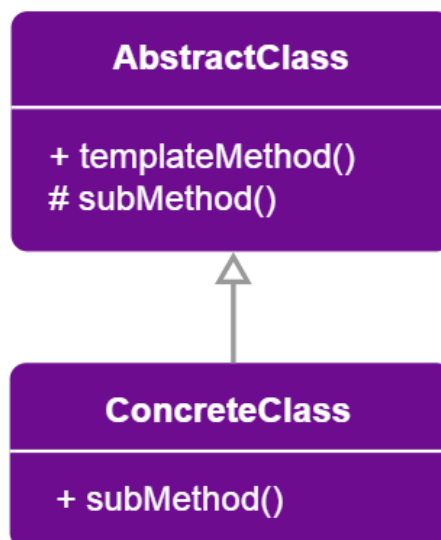 AbstractClass
+ templateMethod()
# subMethod()
ConcreteClass
+ subMethod()